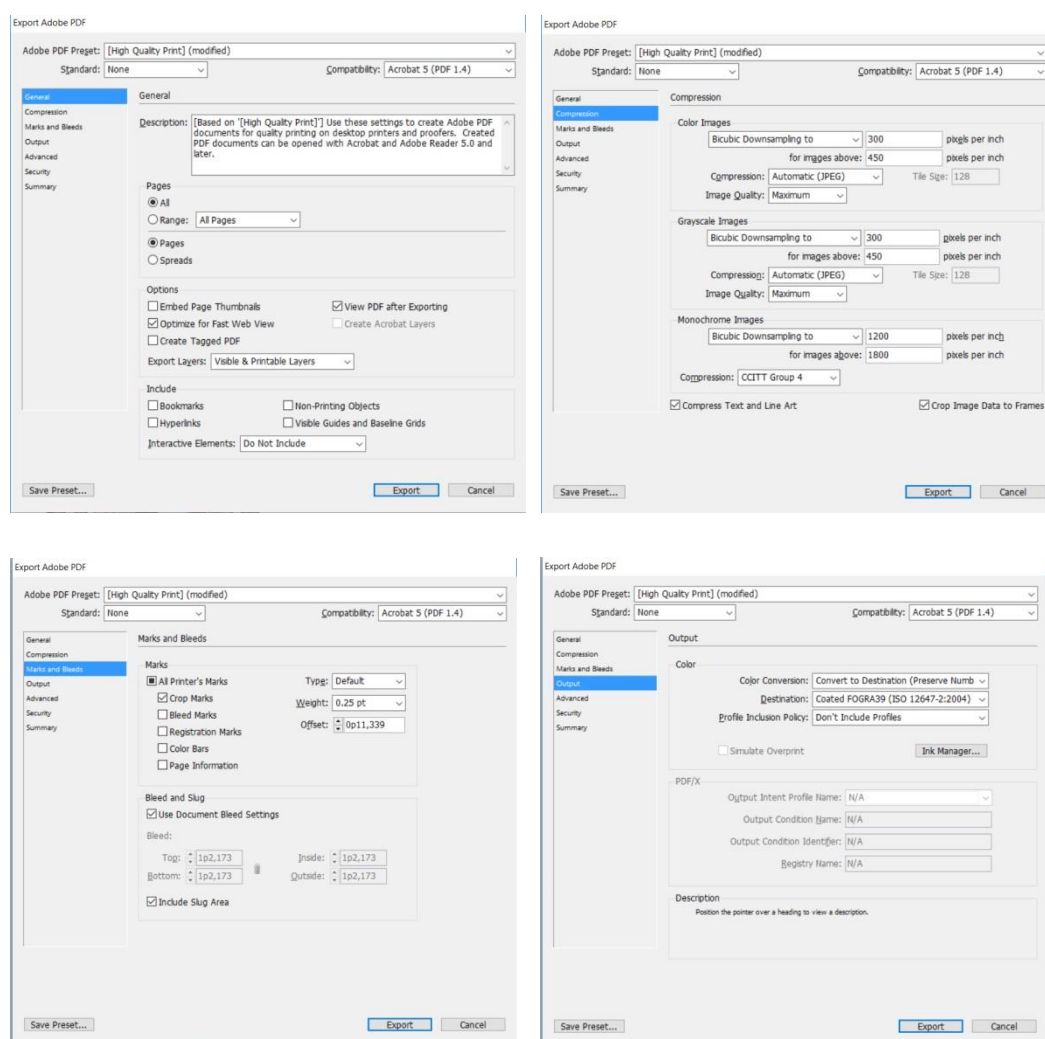 Export Adobe PDF
Adobe PDF Preset: [High Quality Print] (modified)
Standard: None Compatibility: Acrobat 5 (PDF 1.4)
General
Compression
Marks and Bleeds
Output
Advanced
Security
Summary
General
Description: [Based on '[High Quality Print]'] Use these settings to create Adobe PDF
documents for quality printing on desktop printers and proofers. Created
PDF documents can be opened with Acrobat and Adobe Reader 5.0 and
later.
Pages
All
Range: All Pages
Pages
Spreads
Options
Embed Page Thumbnails View PDF after Exporting
Optimize for Fast Web View Create Acrobat Layers
Create Tagged PDF
Export Layers: Visible & Printable Layers
Include
Bookmarks Non-Printing Objects
Hyperlinks Visible Guides and Baseline Grids
Interactive Elements: Do Not Include
Save Preset... Export Cancel
Export Adobe PDF
Adobe PDF Preset: [High Quality Print] (modified)
Standard: None Compatibility: Acrobat 5 (PDF 1.4)
General
Compression
Marks and Bleeds
Output
Advanced
Security
Summary
Compression
Color Images
Bicubic Downsampling to 300 pixels per inch
for images above: 450 pixels per inch
Compression: Automatic (JPEG) Tile Size: 128
Image Quality: Maximum
Grayscale Images
Bicubic Downsampling to 300 pixels per inch
for images above: 450 pixels per inch
Compression: Automatic (JPEG) Tile Size: 128
Image Quality: Maximum
Monochrome Images
Bicubic Downsampling to 1200 pixels per inch
for images above: 1800 pixels per inch
Compression: CCITT Group 4
Compress Text and Line Art Crop Image Data to Frames
Save Preset... Export Cancel
Export Adobe PDF
Adobe PDF Preset: [High Quality Print] (modified)
Standard: None Compatibility: Acrobat 5 (PDF 1.4)
General
Compression
Marks and Bleeds
Output
Advanced
Security
Summary
Marks and Bleeds
Marks
All Printer's Marks Type: Default
Crop Marks Weight: 0.25 pt
Bleed Marks Offset: 0p11,339
Registration Marks
Color Bars
Page Information
Bleed and Slug
Use Document Bleed Settings
Bleed:
Top: 1p2,173 Inside: 1p2,173
Bottom: 1p2,173 Outside: 1p2,173
Include Slug Area
Save Preset... Export Cancel
Export Adobe PDF
Adobe PDF Preset: [High Quality Print] (modified)
Standard: None Compatibility: Acrobat 5 (PDF 1.4)
General
Compression
Marks and Bleeds
Output
Advanced
Security
Summary
Output
Color
Color Conversion: Convert to Destination (Preserve Numb
Destination: Coated FOGRA39 (ISO 12647-2:2004)
Profile Inclusion Policy: Don't Include Profiles
Simulate Overprint Ink Manager...
PDF/X
Output Intent Profile Name: N/A
Output Condition Name: N/A
Output Condition Identifier: N/A
Registry Name: N/A
Description
Position the pointer over a heading to view a description.
Save Preset... Export Cancel